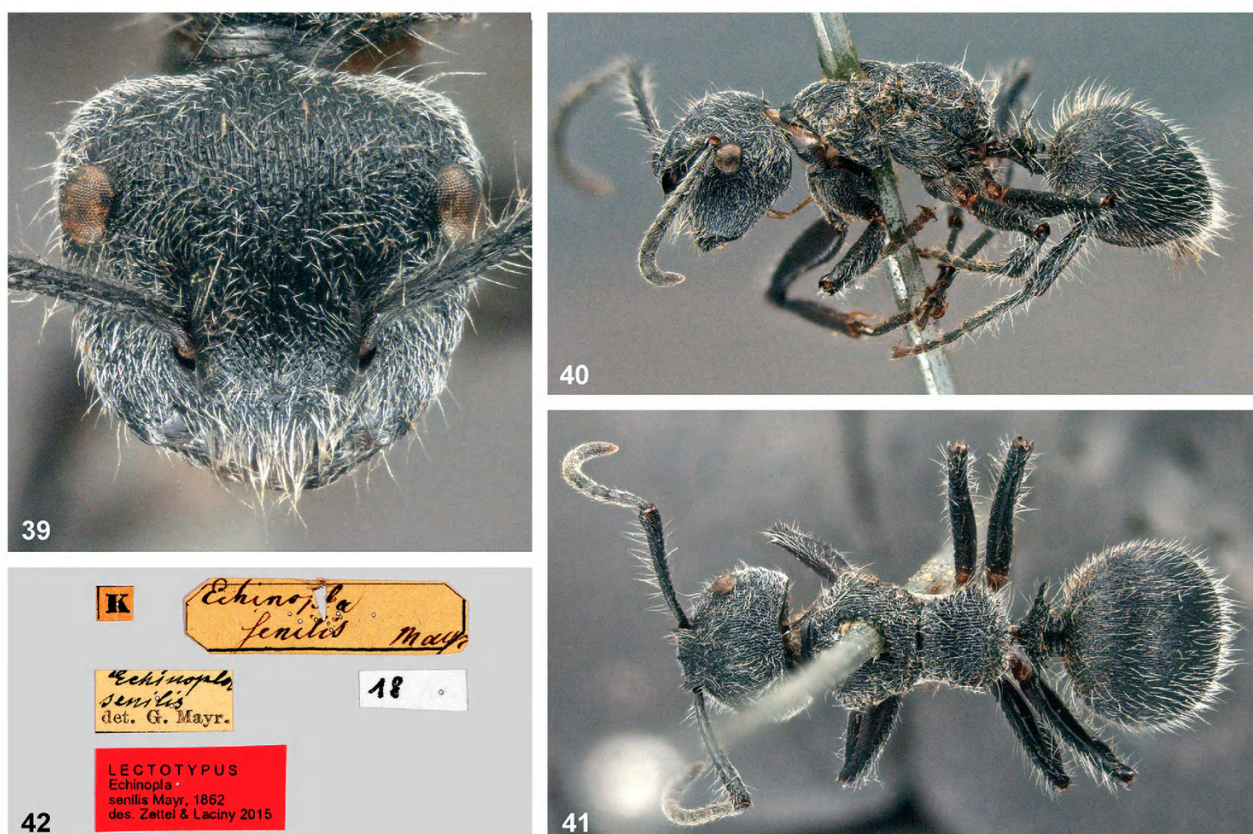 39
40
41
42
K
Echinopla
senilis Mayr
Echinopla
senilis
det. G. Mayr.
18
LECTOTYPUS
Echinopla
senilis Mayr, 1862
des. Zettel & Laciny 2015